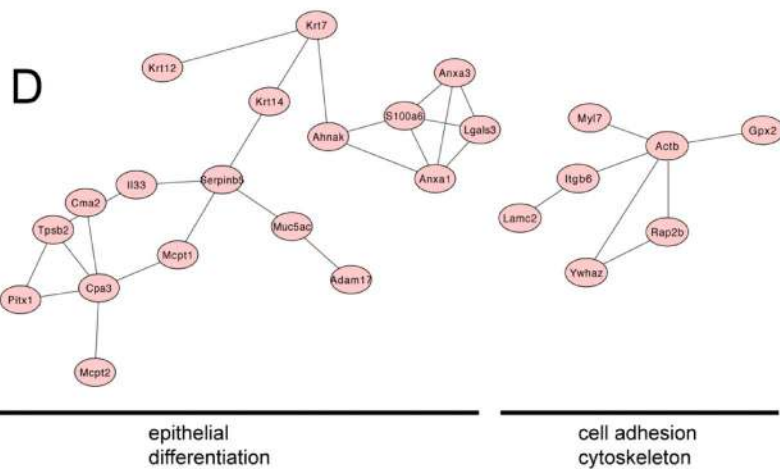 D
Krt7
Krt12
Krt14
Anxa3
S100a6
Lgals3
Ahnak
Anxa1
Myl7
Gpx2
Actb
Itgb6
Lamc2
Rap2b
Ywhaz
Il33
Serpinb5
Cma2
Tpsb2
Muc5ac
Mcpt1
Adam17
Pitx1
Cpa3
Mcpt2
epithelial
differentiation
cell adhesion
cytoskeleton